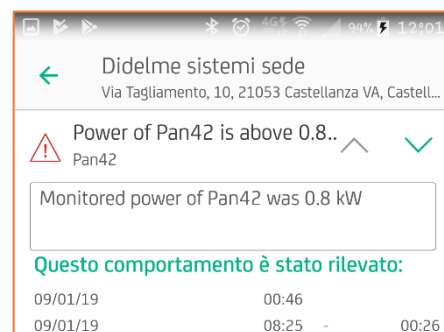 4G 94% 12:01
Didelme sistemi sede
Via Tagliamento, 10, 21053 Castellanza VA, Castell...
Power of Pan42 is above 0.8..
Pan42
Monitored power of Pan42 was 0.8 kW
Questo comportamento è stato rilevato:
09/01/19 00:46
09/01/19 08:25 - 00:26